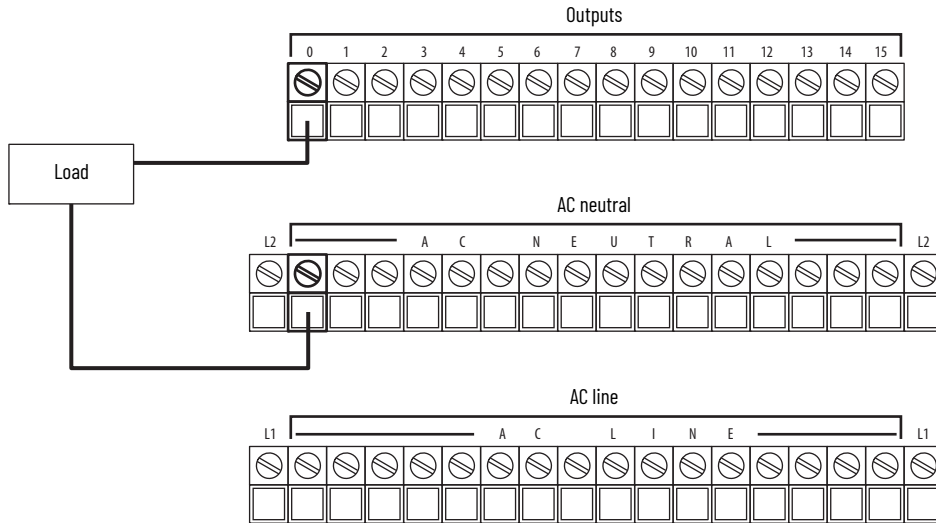 Outputs
0 1 2 3 4 5 6 7 8 9 10 11 12 13 14 15
Load
AC neutral
L2 A C N E U T R A L L2
AC line
L1 A C L I N E L1